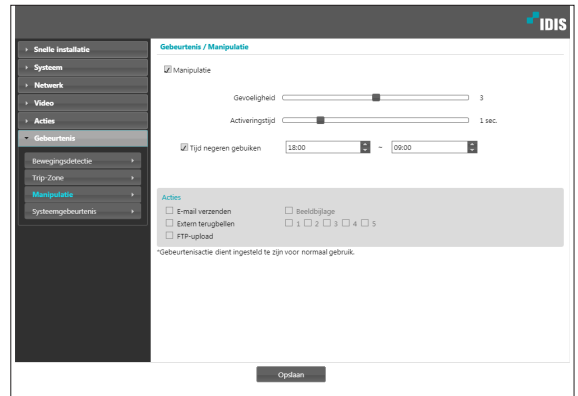 IDIS
Snelle installatie
Systeem
Netwerk
Video
Acties
Gebeurtenis
Bewegingsdetectie
Trip-Zone
Manipulatie
Systeemgebeurtenis
Gebeurtenis / Manipulatie
Manipulatie
Gevoeligheid 3
Activeringstijd 1 sec.
Tijd negeren gebuiken 18:00 ~ 09:00
Acties
E-mail verzenden Beeldbijlage
Extern terugbellen 1 2 3 4 5
FTP-upload
*Gebeurtenisactie dient ingesteld te zijn voor normaal gebruik.
Opslaan